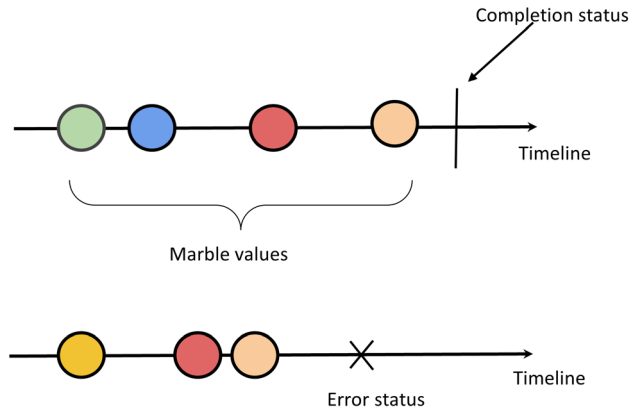 Completion status
Timeline
Marble values
Timeline
Error status